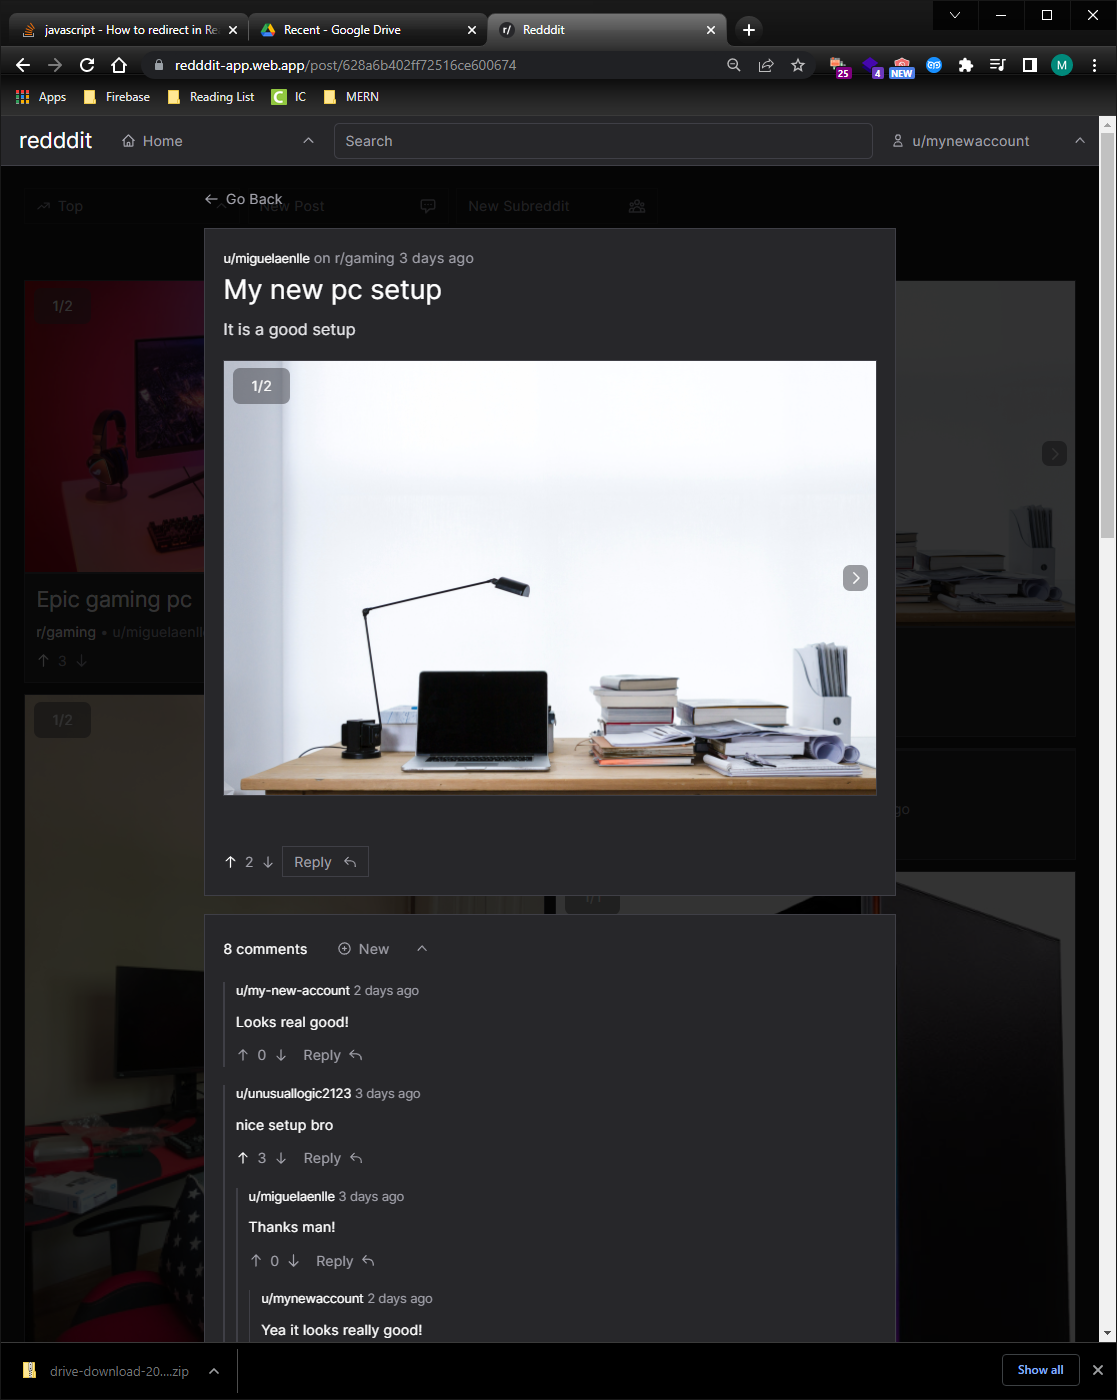 javascript - How to redirect in Re
Recent - Google Drive
r/ Redddit
redddit-app.web.app/post/628a6b402ff72516ce600674
25
4
NEW
M
Apps
Firebase
Reading List
C IC
MERN
redddit
Home
Search
u/mynewaccount
Top
Go Back
New Post
New Subreddit
u/miguelaenlle on r/gaming 3 days ago
My new pc setup
It is a good setup
1/2
1/2
Epic gaming pc
r/gaming • u/miguelaenlle
3
1/2
go
2
Reply
1/1
8 comments
New
u/my-new-account 2 days ago
Looks real good!
0
Reply
u/unusuallogic2123 3 days ago
nice setup bro
3
Reply
u/miguelaenlle 3 days ago
Thanks man!
0
Reply
u/mynewaccount 2 days ago
Yea it looks really good!
drive-download-20....zip
Show all